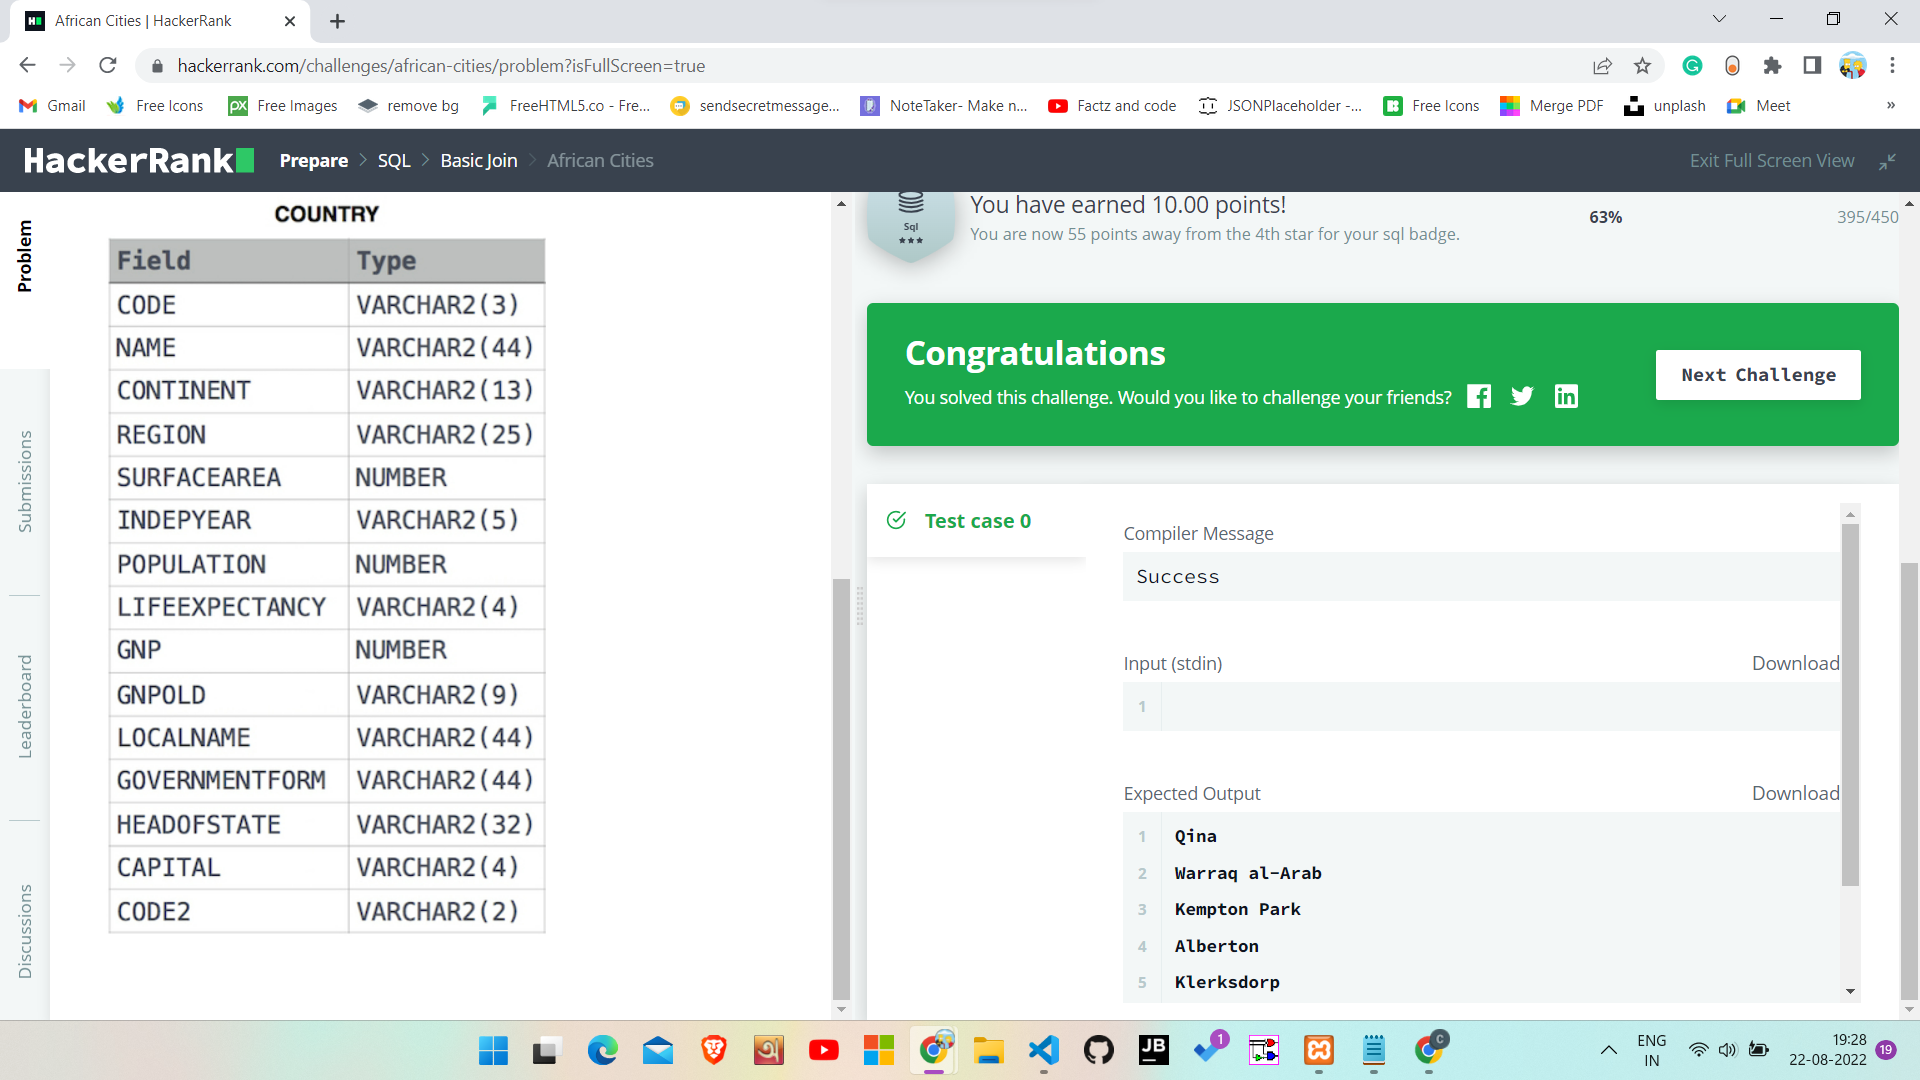 African Cities | HackerRank
hackerrank.com/challenges/african-cities/problem?isFullScreen=true
Gmail Free Icons Free Images remove bg FreeHTML5.co - Fre... sendsecretmessage... NoteTaker- Make n... Factz and code JSONPlaceholder -... Free Icons Merge PDF unplash Meet »
HackerRank Prepare SQL Basic Join African Cities Exit Full Screen View
Problem
Submissions
Leaderboard
Discussions
COUNTRY
Field Type
CODE VARCHAR2(3)
NAME VARCHAR2(44)
CONTINENT VARCHAR2(13)
REGION VARCHAR2(25)
SURFACEAREA NUMBER
INDEPYEAR VARCHAR2(5)
POPULATION NUMBER
LIFEEXPECTANCY VARCHAR2(4)
GNP NUMBER
GNPOLD VARCHAR2(9)
LOCALNAME VARCHAR2(44)
GOVERNMENTFORM VARCHAR2(44)
HEADOFSTATE VARCHAR2(32)
CAPITAL VARCHAR2(4)
CODE2 VARCHAR2(2)
Sql
You have earned 10.00 points!
You are now 55 points away from the 4th star for your sql badge.
63% 395/450
Congratulations
You solved this challenge. Would you like to challenge your friends?
Next Challenge
Test case 0
Compiler Message
Success
Input (stdin) Download
1
Expected Output Download
1 Qina
2 Warraq al-Arab
3 Kempton Park
4 Alberton
5 Klerksdorp
ENG
IN
19:28
22-08-2022
19